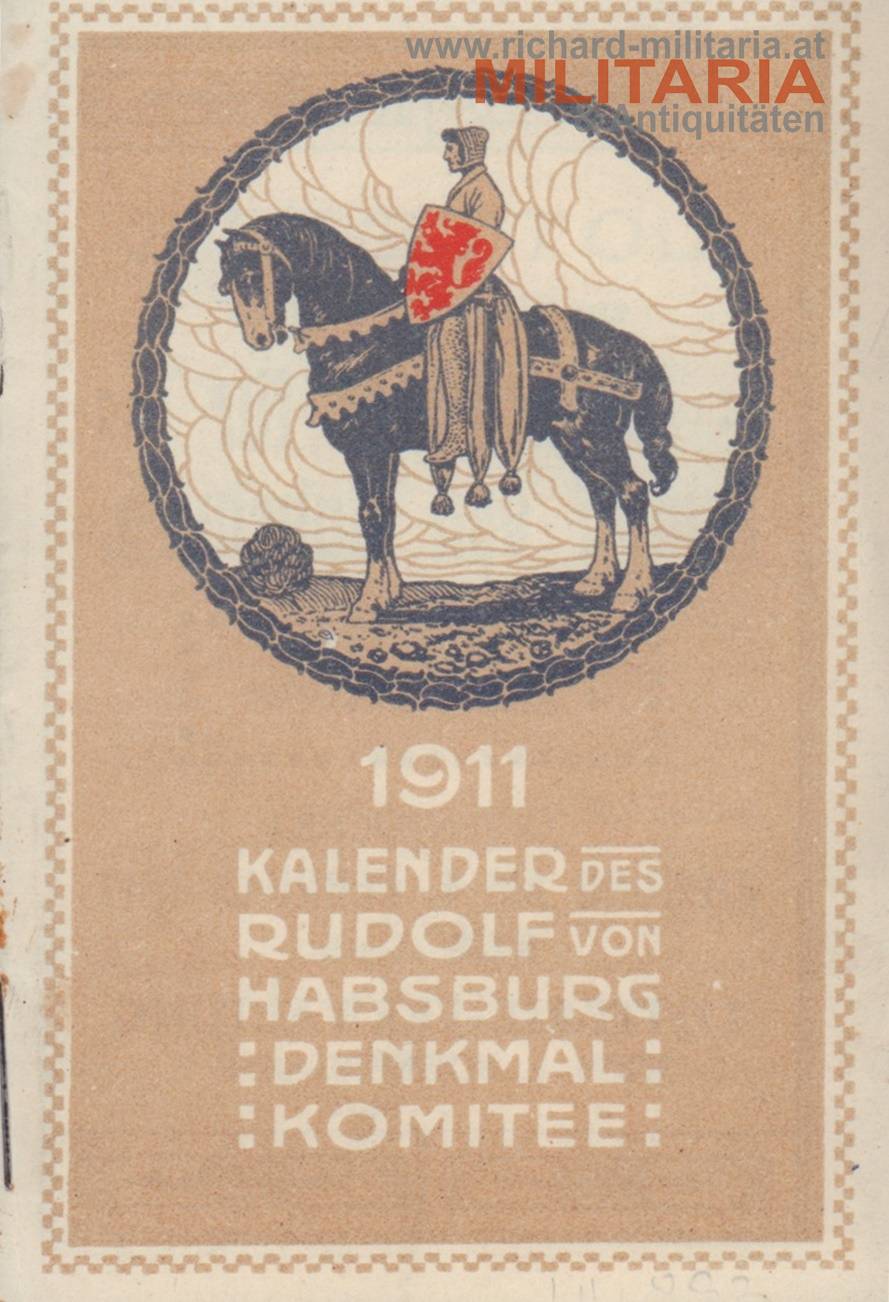 www.richard-militaria.at
MILITARIA
& Antiquitäten
1911
KALENDER DES
RUDOLF VON
HABSBURG
:DENKMAL:
:KOMITEE: